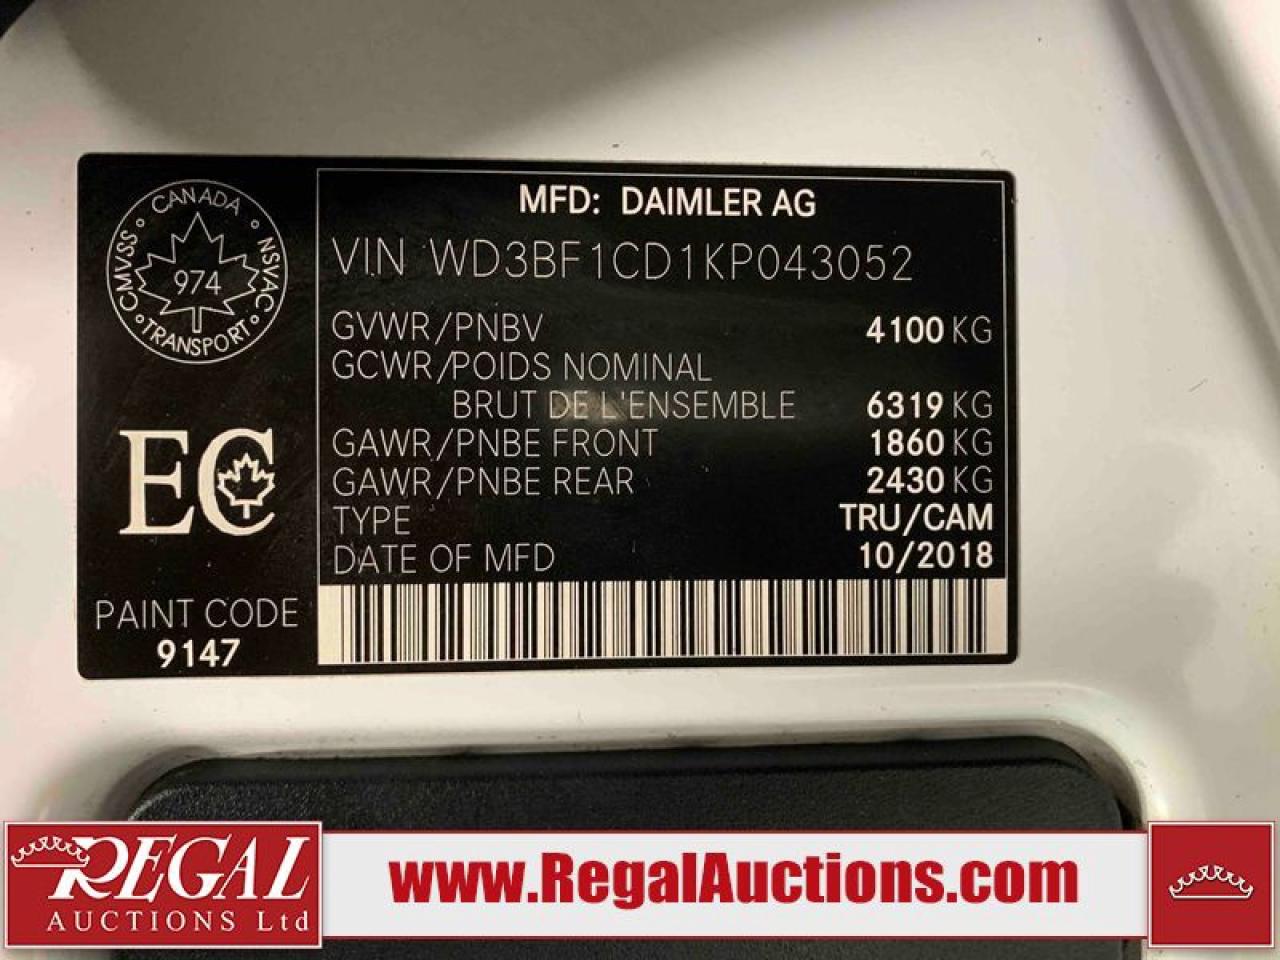 MFD: DAIMLER AG
CANADA
CMVSS
NSVAC
974
TRANSPORT
VIN WD3BF1CD1KP043052
GVWR/PNBV 4100 KG
GCWR/POIDS NOMINAL
BRUT DE L'ENSEMBLE 6319 KG
GAWR/PNBE FRONT 1860 KG
GAWR/PNBE REAR 2430 KG
TYPE TRU/CAM
DATE OF MFD 10/2018
EC
PAINT CODE
9147
REGAL
AUCTIONS Ltd
www.RegalAuctions.com